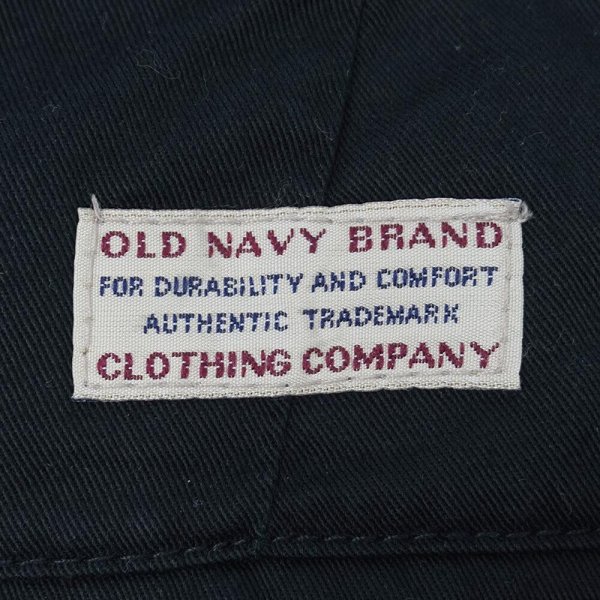 OLD NAVY BRAND
FOR DURABILITY AND COMFORT
AUTHENTIC TRADEMARK
CLOTHING COMPANY